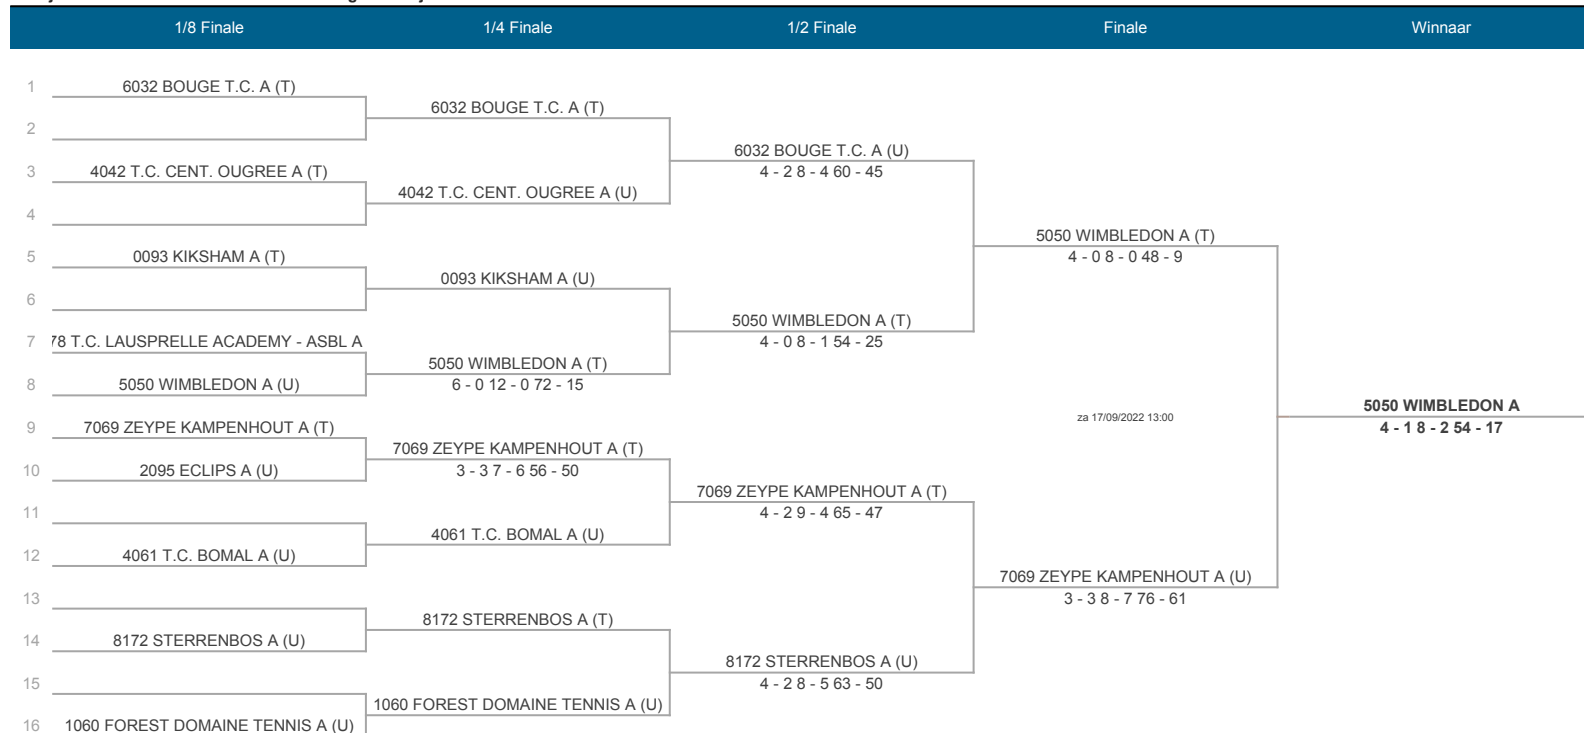 1/8 Finale 1/4 Finale 1/2 Finale Finale Winnaar
1 6032 BOUGE T.C. A (T)
6032 BOUGE T.C. A (T)
2
6032 BOUGE T.C. A (U)
3 4042 T.C. CENT. OUGREE A (T)
4 - 2 8 - 4 60 - 45
4042 T.C. CENT. OUGREE A (U)
4
5050 WIMBLEDON A (T)
5 0093 KIKSHAM A (T)
4 - 0 8 - 0 48 - 9
0093 KIKSHAM A (U)
6
5050 WIMBLEDON A (T)
7 78 T.C. LAUSPRELLE ACADEMY - ASBL A
4 - 0 8 - 1 54 - 25
5050 WIMBLEDON A (T)
8 5050 WIMBLEDON A (U)
6 - 0 12 - 0 72 - 15
5050 WIMBLEDON A
za 17/09/2022 13:00
9 7069 ZEYPE KAMPENHOUT A (T)
4 - 1 8 - 2 54 - 17
7069 ZEYPE KAMPENHOUT A (T)
10 2095 ECLIPS A (U)
3 - 3 7 - 6 56 - 50
7069 ZEYPE KAMPENHOUT A (T)
11
4 - 2 9 - 4 65 - 47
4061 T.C. BOMAL A (U)
12 4061 T.C. BOMAL A (U)
7069 ZEYPE KAMPENHOUT A (U)
13
3 - 3 8 - 7 76 - 61
8172 STERRENBOS A (T)
14 8172 STERRENBOS A (U)
8172 STERRENBOS A (U)
15
4 - 2 8 - 5 63 - 50
1060 FOREST DOMAINE TENNIS A (U)
16 1060 FOREST DOMAINE TENNIS A (U)